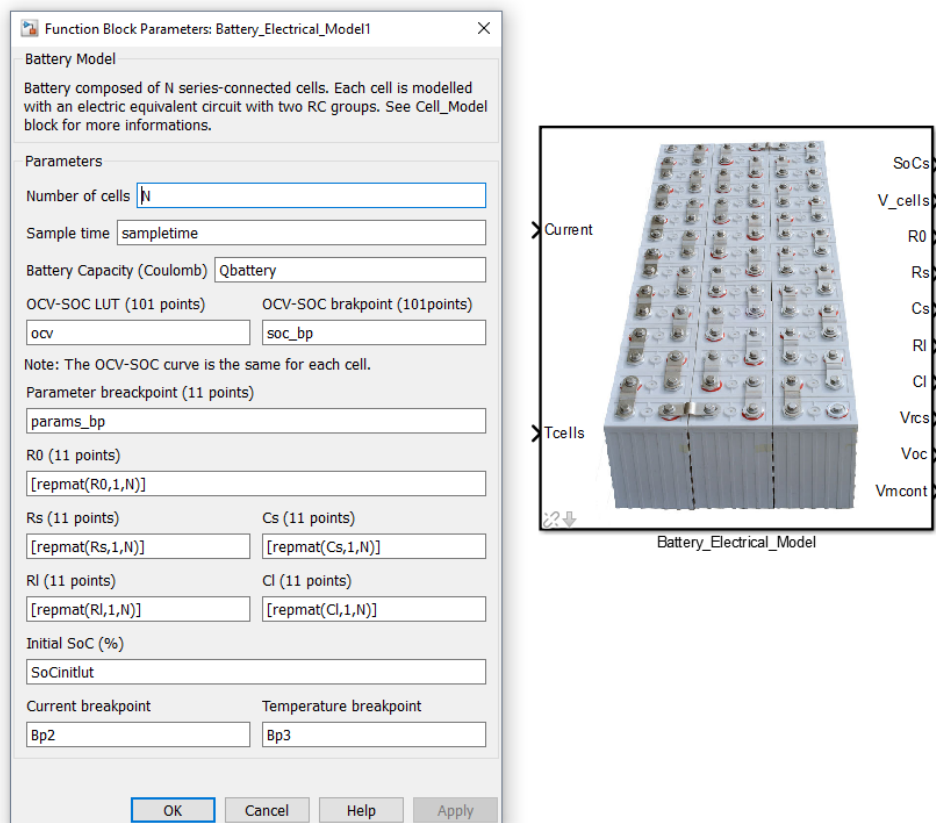 Function Block Parameters: Battery_Electrical_Model1
Battery Model
Battery composed of N series-connected cells. Each cell is modelled
with an electric equivalent circuit with two RC groups. See Cell_Model
block for more informations.
Parameters
Number of cells N
Sample time sampletime
Battery Capacity (Coulomb) Qbattery
OCV-SOC LUT (101 points) OCV-SOC brakpoint (101points)
ocv soc_bp
Note: The OCV-SOC curve is the same for each cell.
Parameter breackpoint (11 points)
params_bp
R0 (11 points)
[repmat(R0,1,N)]
Rs (11 points) Cs (11 points)
[repmat(Rs,1,N)] [repmat(Cs,1,N)]
Rl (11 points) Cl (11 points)
[repmat(Rl,1,N)] [repmat(Cl,1,N)]
Initial SoC (%)
SoCinitlut
Current breakpoint Temperature breakpoint
Bp2 Bp3
OK Cancel Help Apply
Current
Tcells
SoCs
V_cells
R0
Rs
Cs
Rl
Cl
Vrcs
Voc
Vmcont
Battery_Electrical_Model